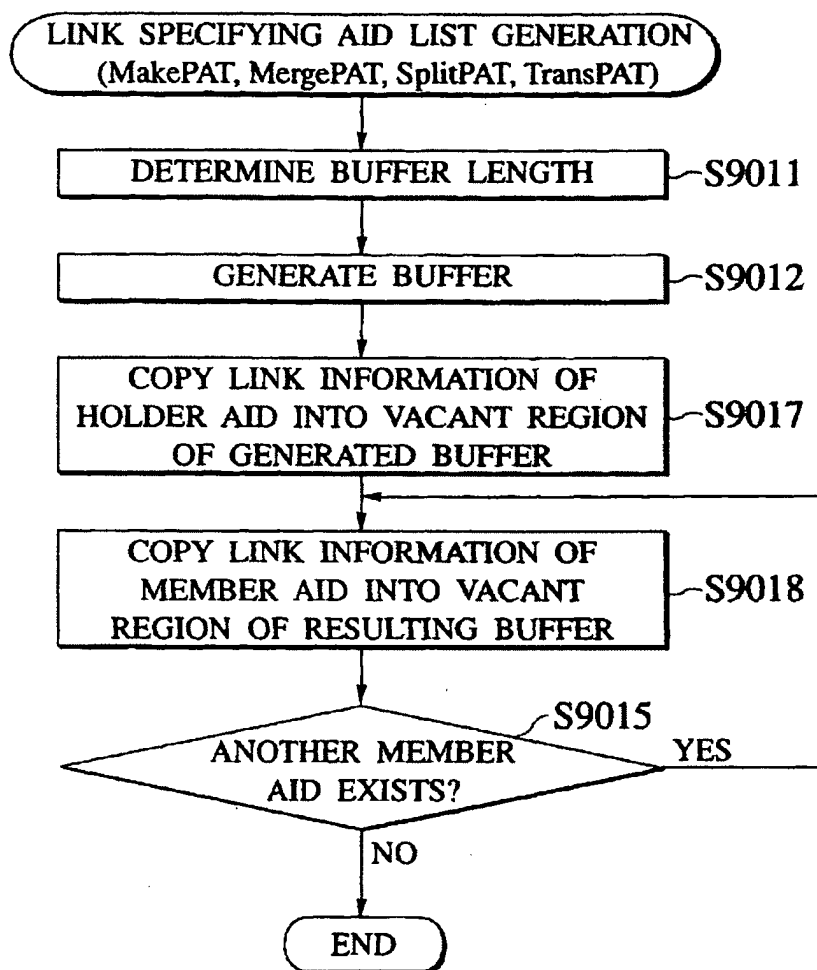 LINK SPECIFYING AID LIST GENERATION
(MakePAT, MergePAT, SplitPAT, TransPAT)
DETERMINE BUFFER LENGTH
S9011
GENERATE BUFFER
S9012
COPY LINK INFORMATION OF
HOLDER AID INTO VACANT REGION
OF GENERATED BUFFER
S9017
COPY LINK INFORMATION OF
MEMBER AID INTO VACANT
REGION OF RESULTING BUFFER
S9018
S9015
ANOTHER MEMBER
AID EXISTS?
YES
NO
END